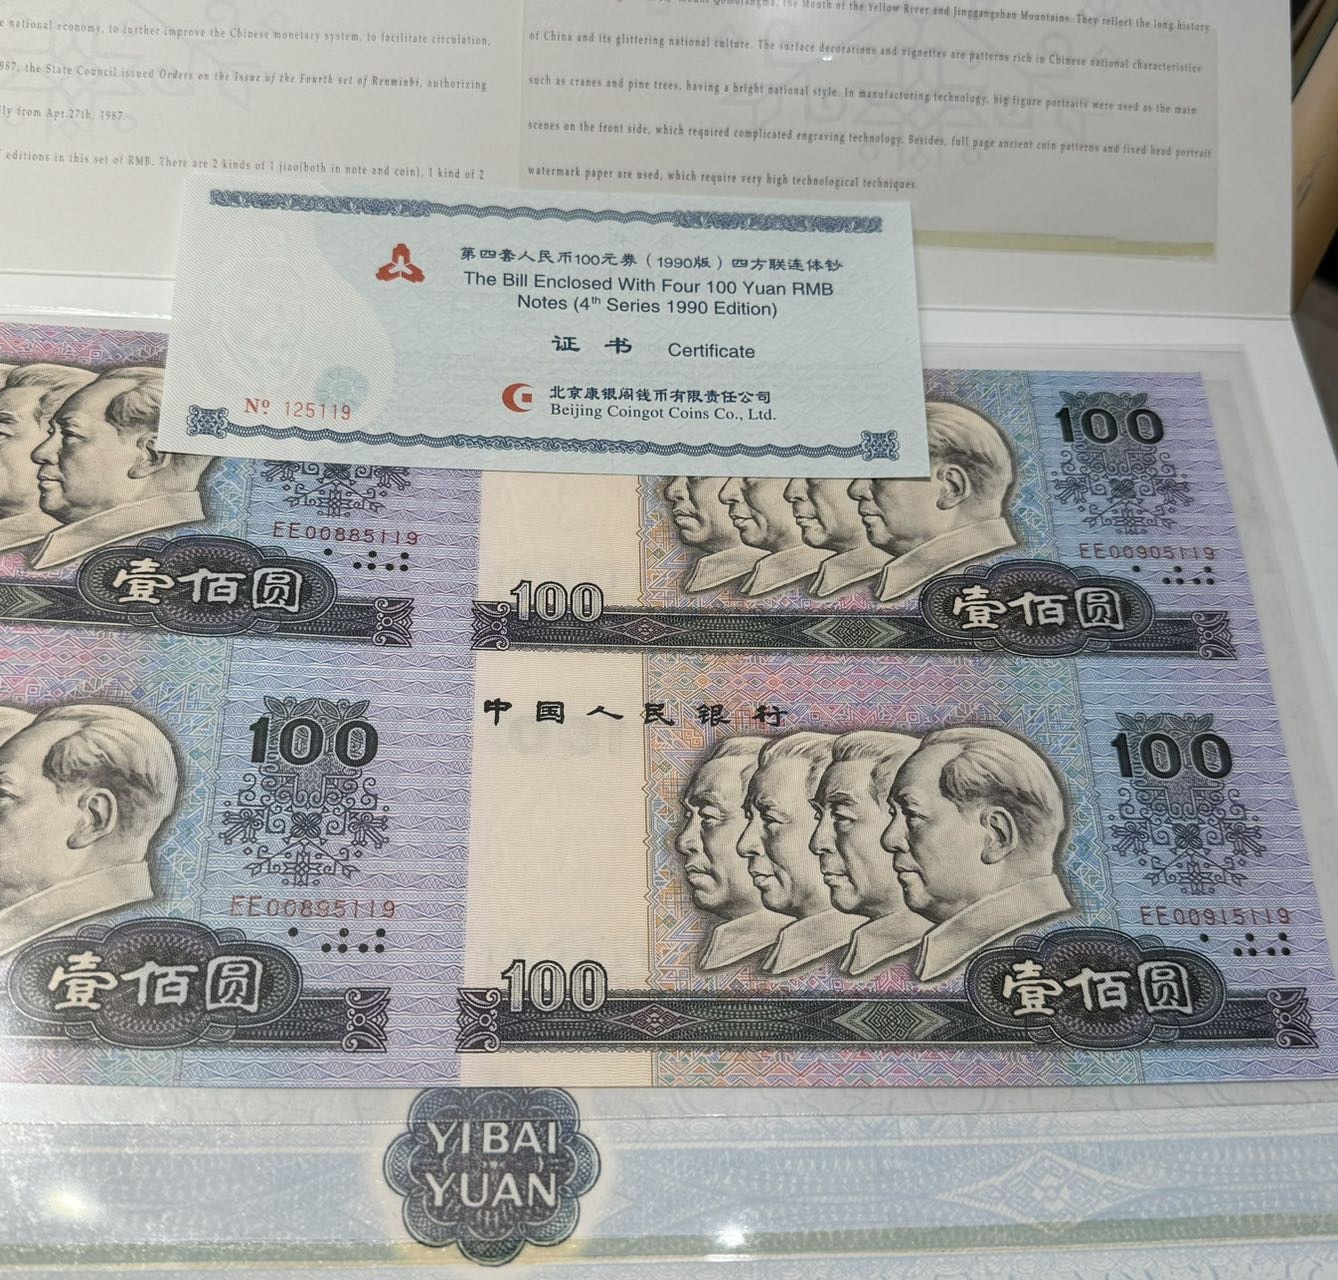 e national economy, to further improve the Chinese monetary system, to facilitate circulation,
987, the State Council issued Orders on the Issue of the Fourth set of Renminbi, authorizing
lly from Apr.27th, 1987.
editions in this set of RMB. There are 2 kinds of 1 jiao(both in note and coin), 1 kind of 2
the Mouth of the Yellow River and Jinggangshan Mountains. They reflect the long history
of China and its glittering national culture. The surface decorations and vignettes are patterns rich in Chinese national characteristics
such as cranes and pine trees, having a bright national style. In manufacturing technology, big figure portraits were used as the main
scenes on the front side, which required complicated engraving technology. Besides, full page ancient coin patterns and fixed head portrait
watermark paper are used, which require very high technological techniques.
第四套人民币100元券（1990版）四方联连体钞
The Bill Enclosed With Four 100 Yuan RMB
Notes (4th Series 1990 Edition)
证 书 Certificate
北京康银阁钱币有限责任公司
Beijing Coingot Coins Co., Ltd.
Nº 125119
EE00885119
壹佰圆
100
EE00905119
100
壹佰圆
100
EE00895119
壹佰圆
中国人民银行
100
EE00915119
100
壹佰圆
YI BAI
YUAN